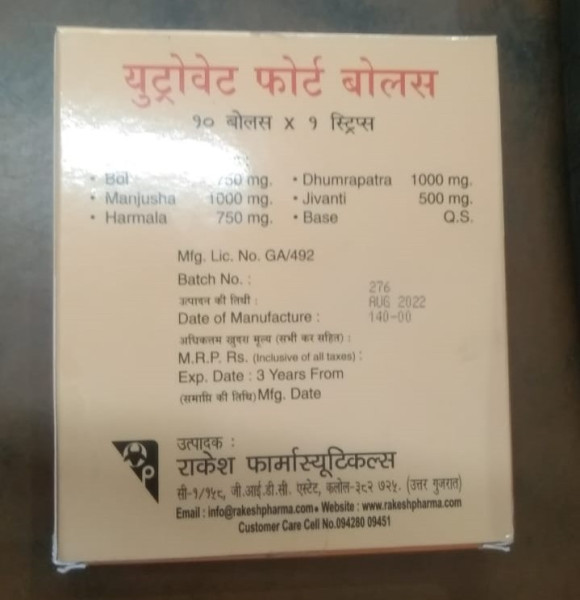 युट्रोवेट फोर्ट बोलस
१० बोलस x १ स्ट्रिप्स
• Bol 750 mg. • Dhumrapatra 1000 mg.
• Manjusha 1000 mg. • Jivanti 500 mg.
• Harmala 750 mg. • Base Q.S.
Mfg. Lic. No. GA/492
Batch No. : 276
उत्पादन की तिथी : AUG 2022
Date of Manufacture : 140-00
अधिकतम खुदरा मूल्य (सभी कर सहित) :
M.R.P. Rs. (Inclusive of all taxes) :
Exp. Date : 3 Years From
(समाप्ति की तिथि) Mfg. Date
उत्पादक :
राकेश फार्मास्यूटिकल्स
सी-१/१५८, जी.आई.डी.सी. एस्टेट, कलोल-३८२ ७२५. (उत्तर गुजरात)
Email : info@rakeshpharma.com • Website : www.rakeshpharma.com
Customer Care Cell No.094280 09451